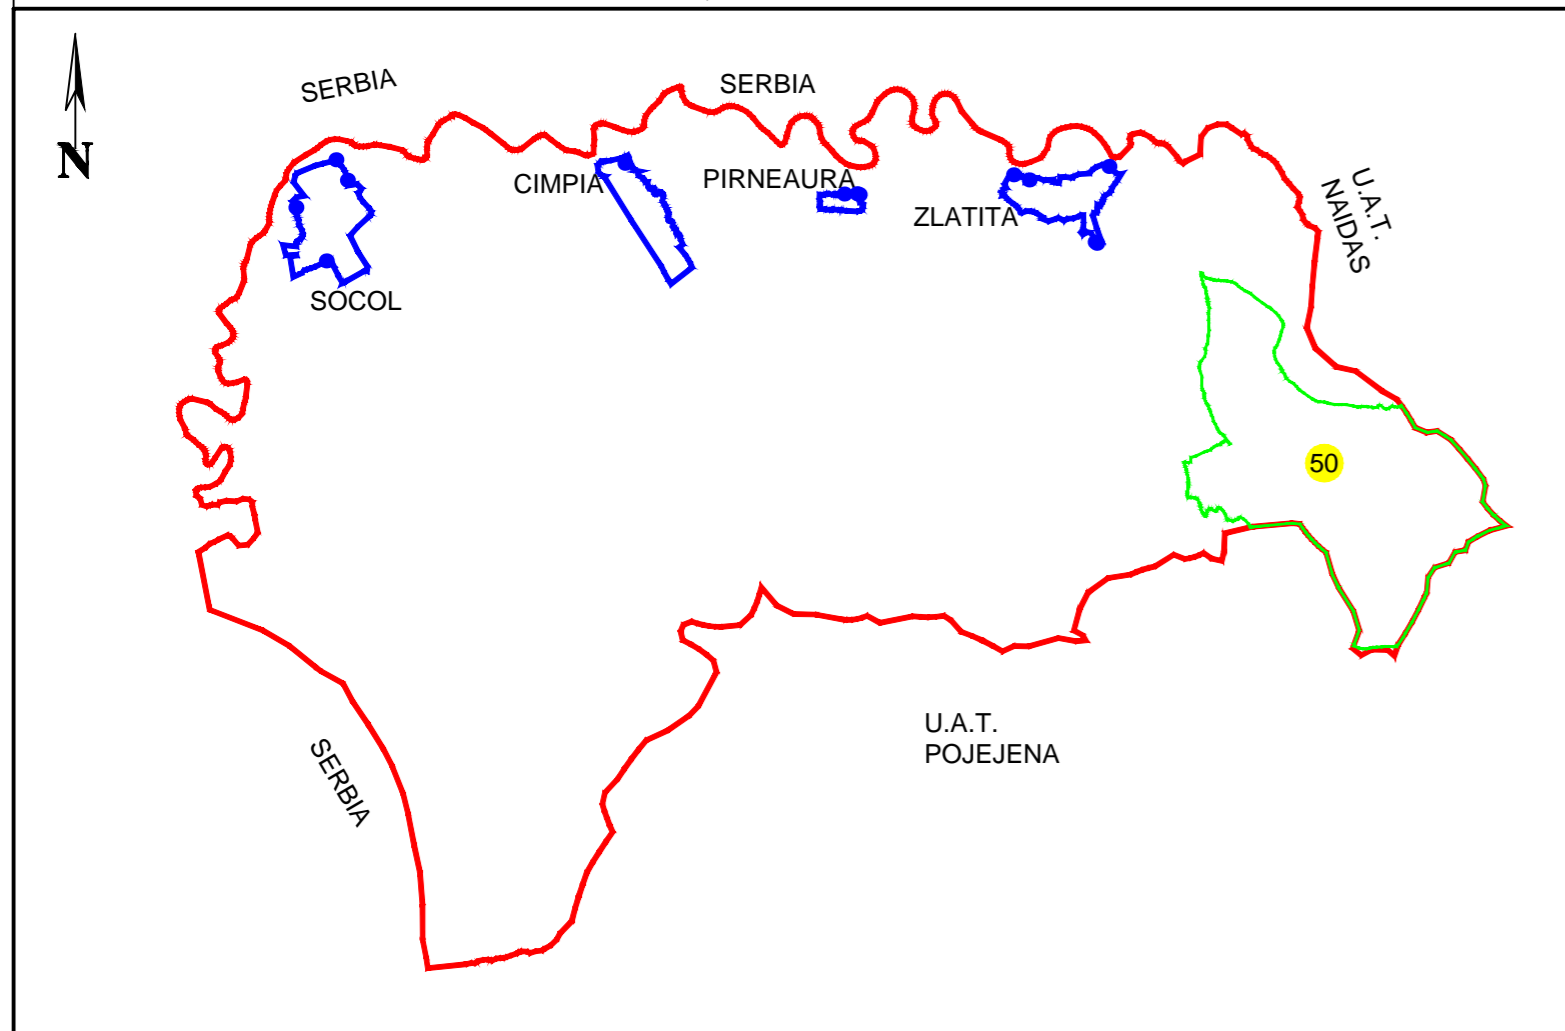 SERBIA
SERBIA
N
CIMPIA
PIRNEAURA
ZLATITA
U.A.T.
NAIDAS
SOCOL
50
U.A.T.
POJEJENA
SERBIA